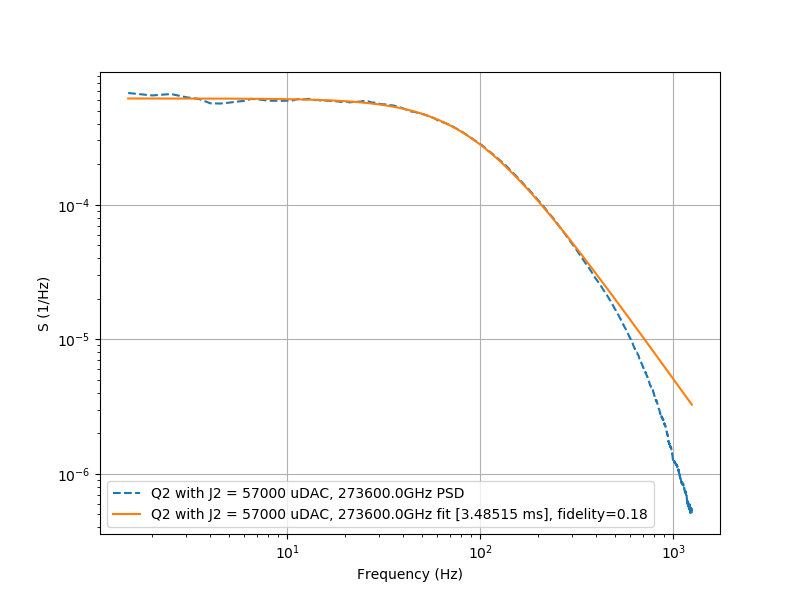 S (1/Hz)
10⁻⁴
10⁻⁵
10⁻⁶
Q2 with J2 = 57000 uDAC, 273600.0GHz PSD
Q2 with J2 = 57000 uDAC, 273600.0GHz fit [3.48515 ms], fidelity=0.18
10¹ 10² 10³
Frequency (Hz)